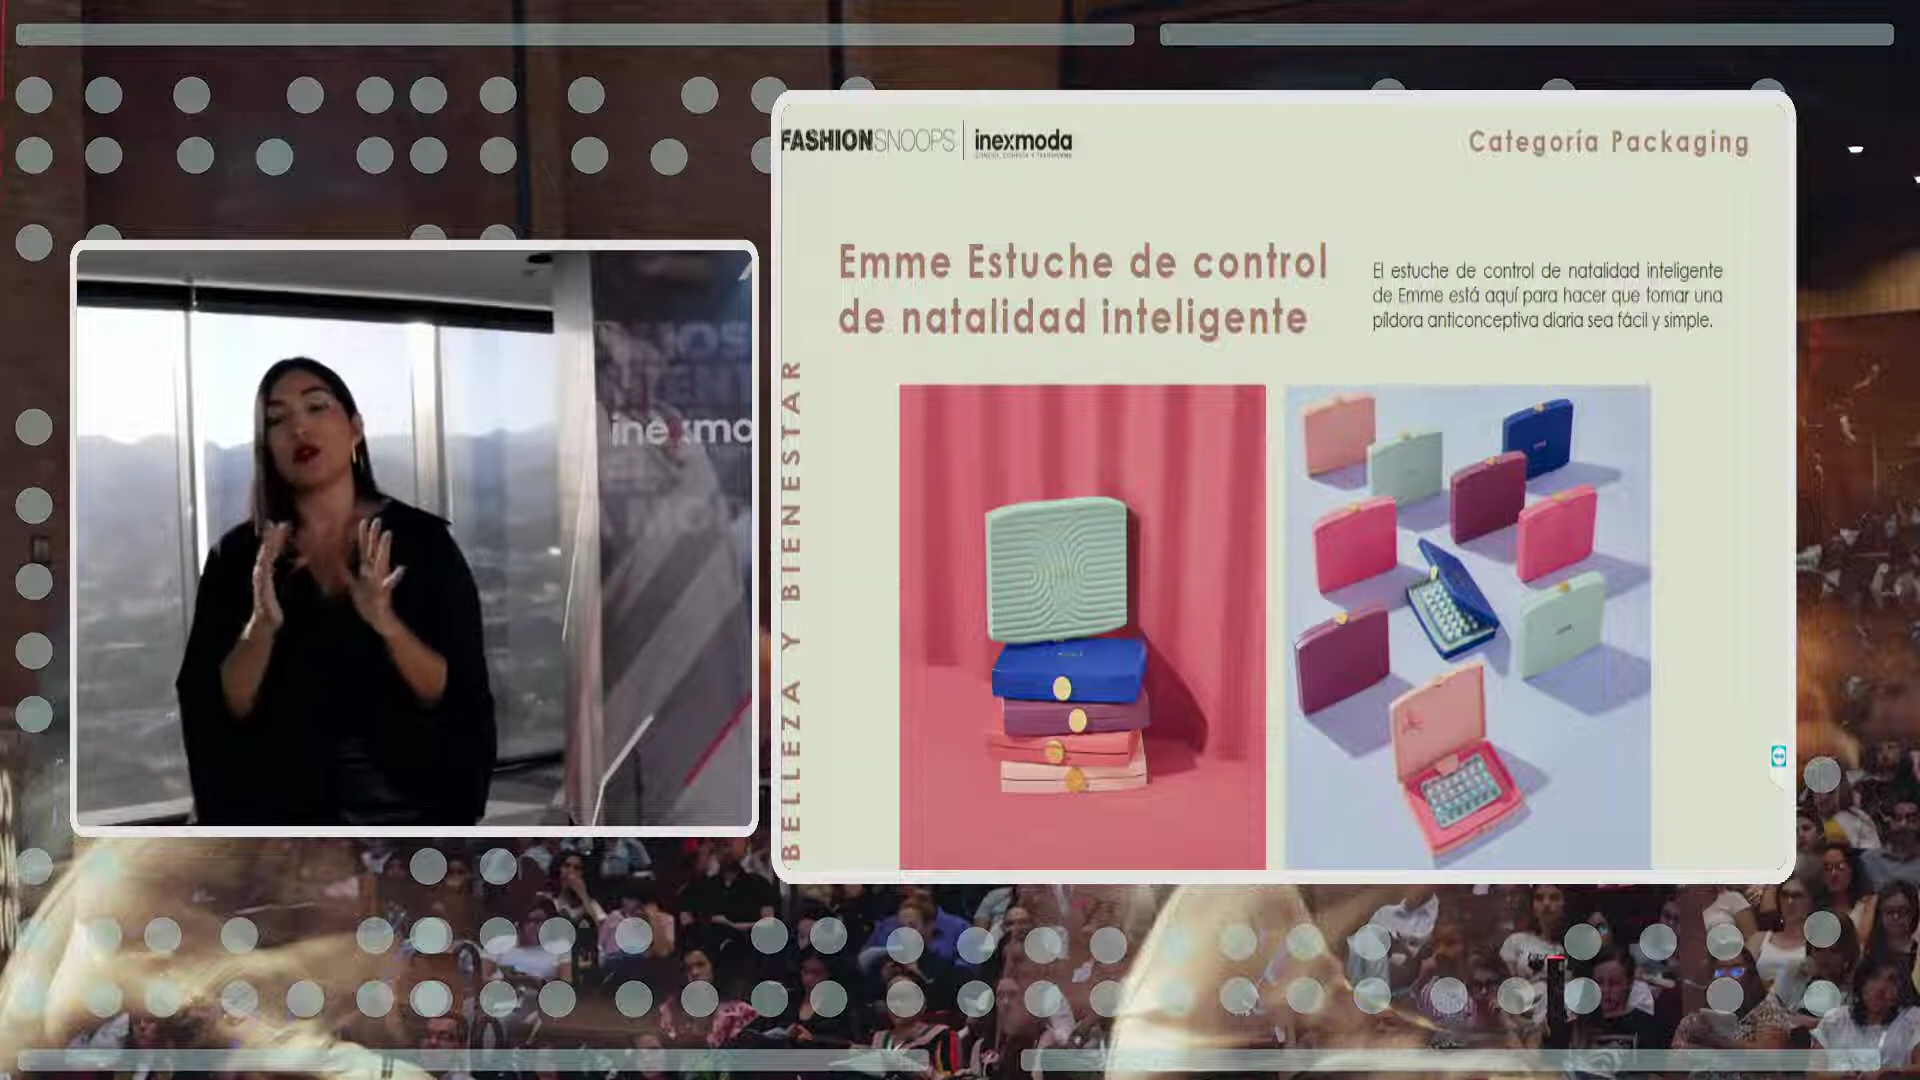 FASHIONSNOOPS
inexmoda
Categoría Packaging
Emme Estuche de control
de natalidad inteligente
El estuche de control de natalidad inteligente
de Emme está aquí para hacer que tomar una
píldora anticonceptiva diaria sea fácil y simple.
BELLEZA Y BIENESTAR
inexmo